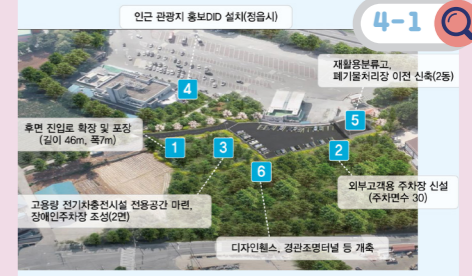 인근 관광지 홍보DID 설치(정읍시)
4-1
재활용분류고,
폐기물처리장 이전 신축(2동)
4
5
후면 진입로 확장 및 포장
(길이 46m, 폭7m)
1
3
2
6
외부고객용 주차장 신설
(주차면수 30)
고용량 전기차충전시설 전용공간 마련,
장애인주차장 조성(2면)
디자인휀스, 경관조명터널 등 개축